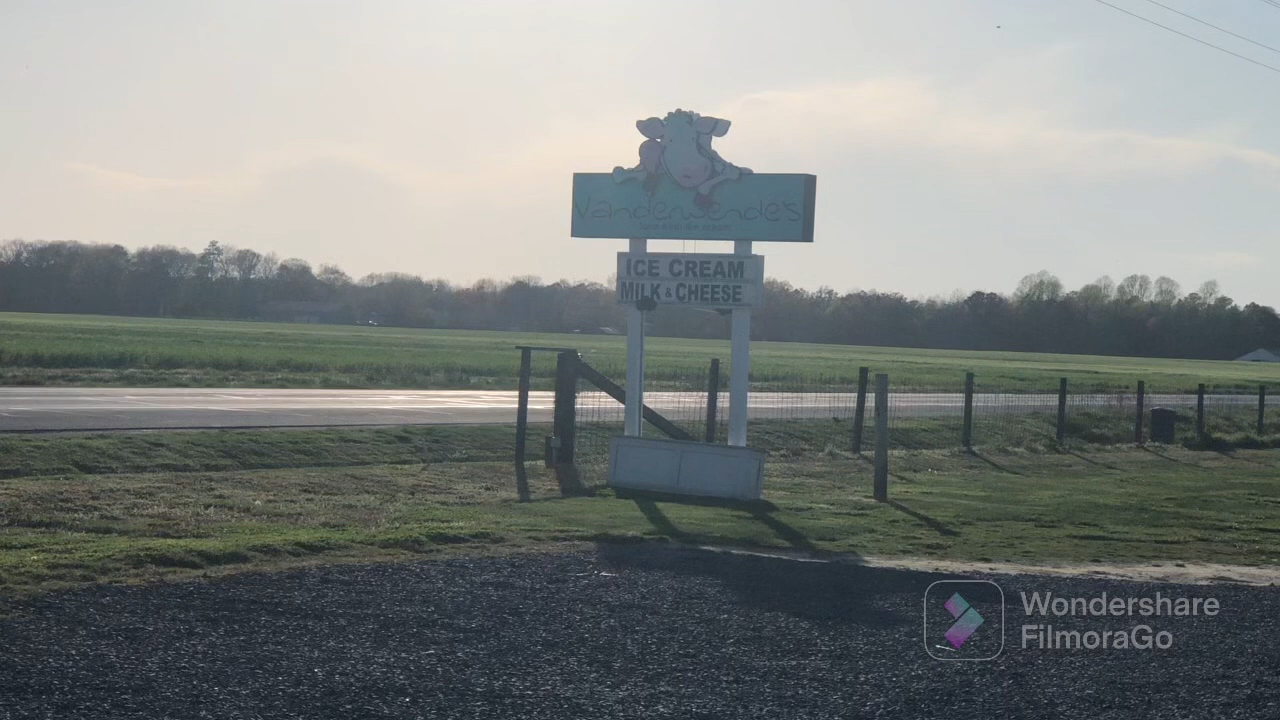 Vanderwende's
ICE CREAM
MILK & CHEESE
Wondershare
FilmoraGo